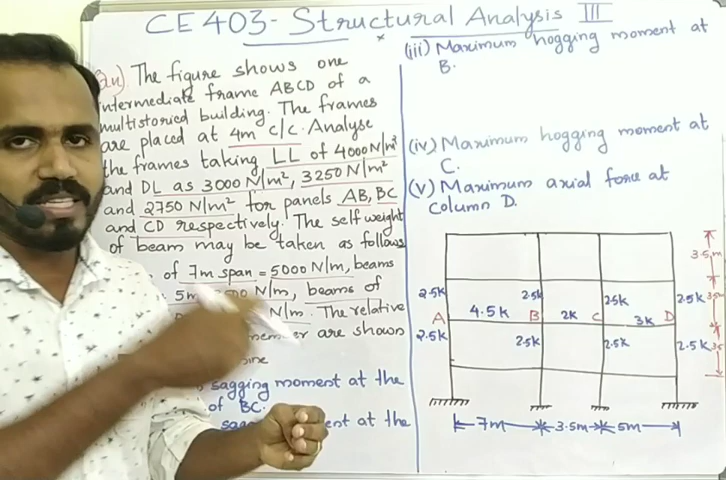 CE 403 - Structural Analysis III
The figure shows one
intermediate frame ABCD of a
multistoried building. The frames
are placed at 4m c/c. Analyse
the frames taking LL of 4000 N/m²
and DL as 3000 N/m², 3250 N/m²
and 2750 N/m² for panels AB, BC
and CD respectively. The self weight
of beam may be taken as follows
of 7m span = 5000 N/m, beams
5m N/m, beams of
N/m. The relative
are shown
sagging moment at the
of BC.
at the
(iii) Maximum hogging moment at
B.
(iv) Maximum hogging moment at
C.
(v) Maximum axial force at
column D.
3.5m
2.5k 2.5k 2.5k 2.5k
A 4.5k B 2k C 3k D
2.5k 2.5k 2.5k 2.5k
7m 3.5m 5m